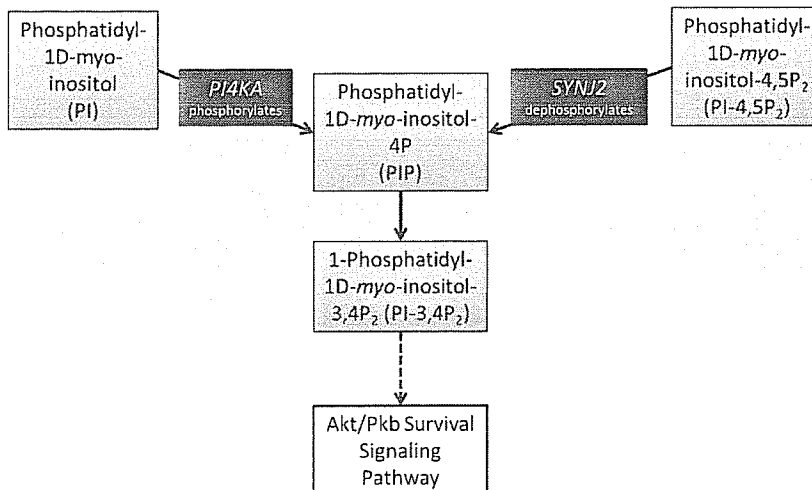 Phosphatidyl-
1D-myo-
inositol
(PI)
PI4KA
phosphorylates
Phosphatidyl-
1D-myo-inositol-
4P
(PIP)
SYNJ2
dephosphorylates
Phosphatidyl-
1D-myo-
inositol-4,5P₂
(PI-4,5P₂)
1-Phosphatidyl-
1D-myo-inositol-
3,4P₂ (PI-3,4P₂)
Akt/Pkb Survival
Signaling
Pathway